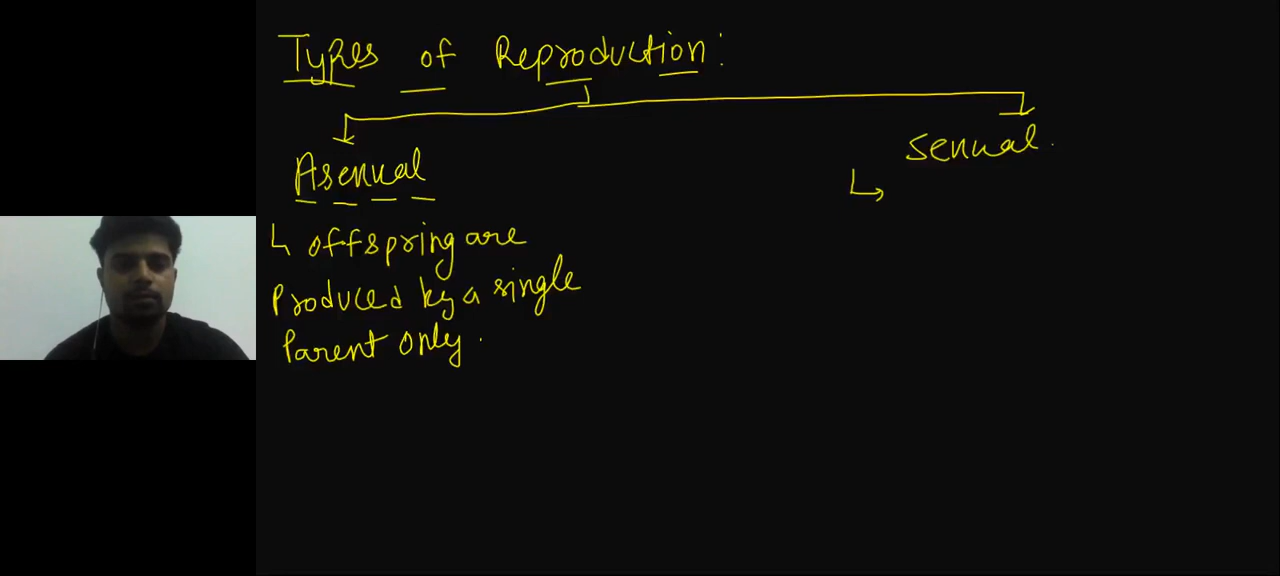 Types of Reproduction:
Asexual
sexual.
↳ offspring are
Produced by a single
Parent only.